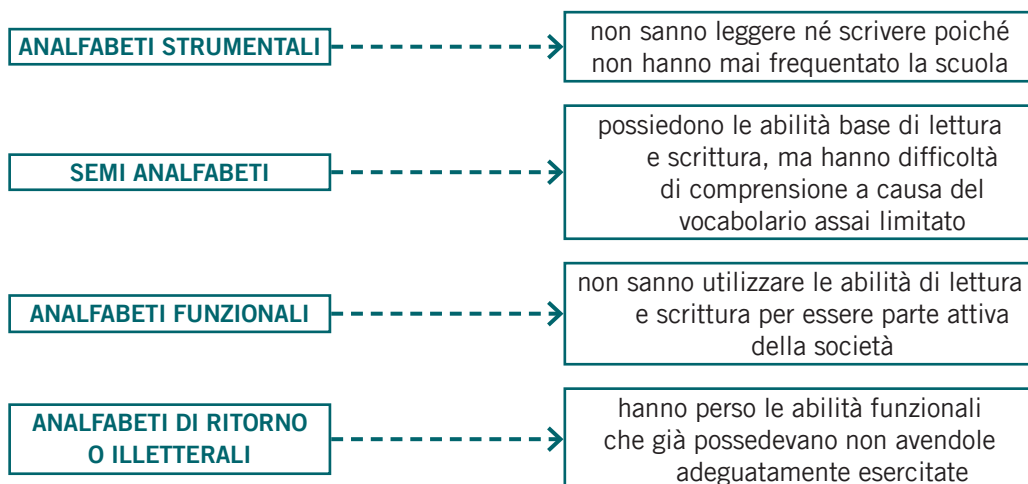 ANALFABETI STRUMENTALI
non sanno leggere né scrivere poiché
non hanno mai frequentato la scuola
SEMI ANALFABETI
possiedono le abilità base di lettura
e scrittura, ma hanno difficoltà
di comprensione a causa del
vocabolario assai limitato
ANALFABETI FUNZIONALI
non sanno utilizzare le abilità di lettura
e scrittura per essere parte attiva
della società
ANALFABETI DI RITORNO
O ILLETTERALI
hanno perso le abilità funzionali
che già possedevano non avendole
adeguatamente esercitate